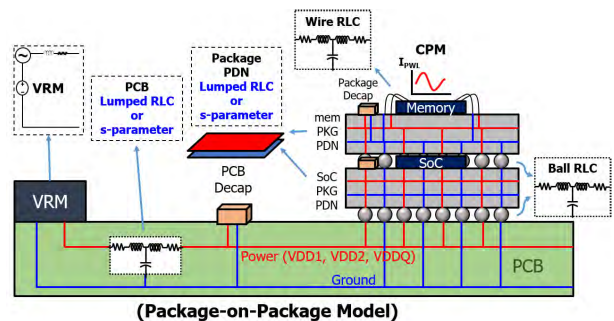 Wire RLC
CPM
I_PWL
VRM
PCB
Lumped RLC
or
s-parameter
Package
PDN
Lumped RLC
or
s-parameter
Package
Decap
Memory
mem
PKG
PDN
SoC
SoC
PKG
PDN
PCB
Decap
Ball RLC
VRM
Power (VDD1, VDD2, VDDQ)
Ground
PCB
(Package-on-Package Model)